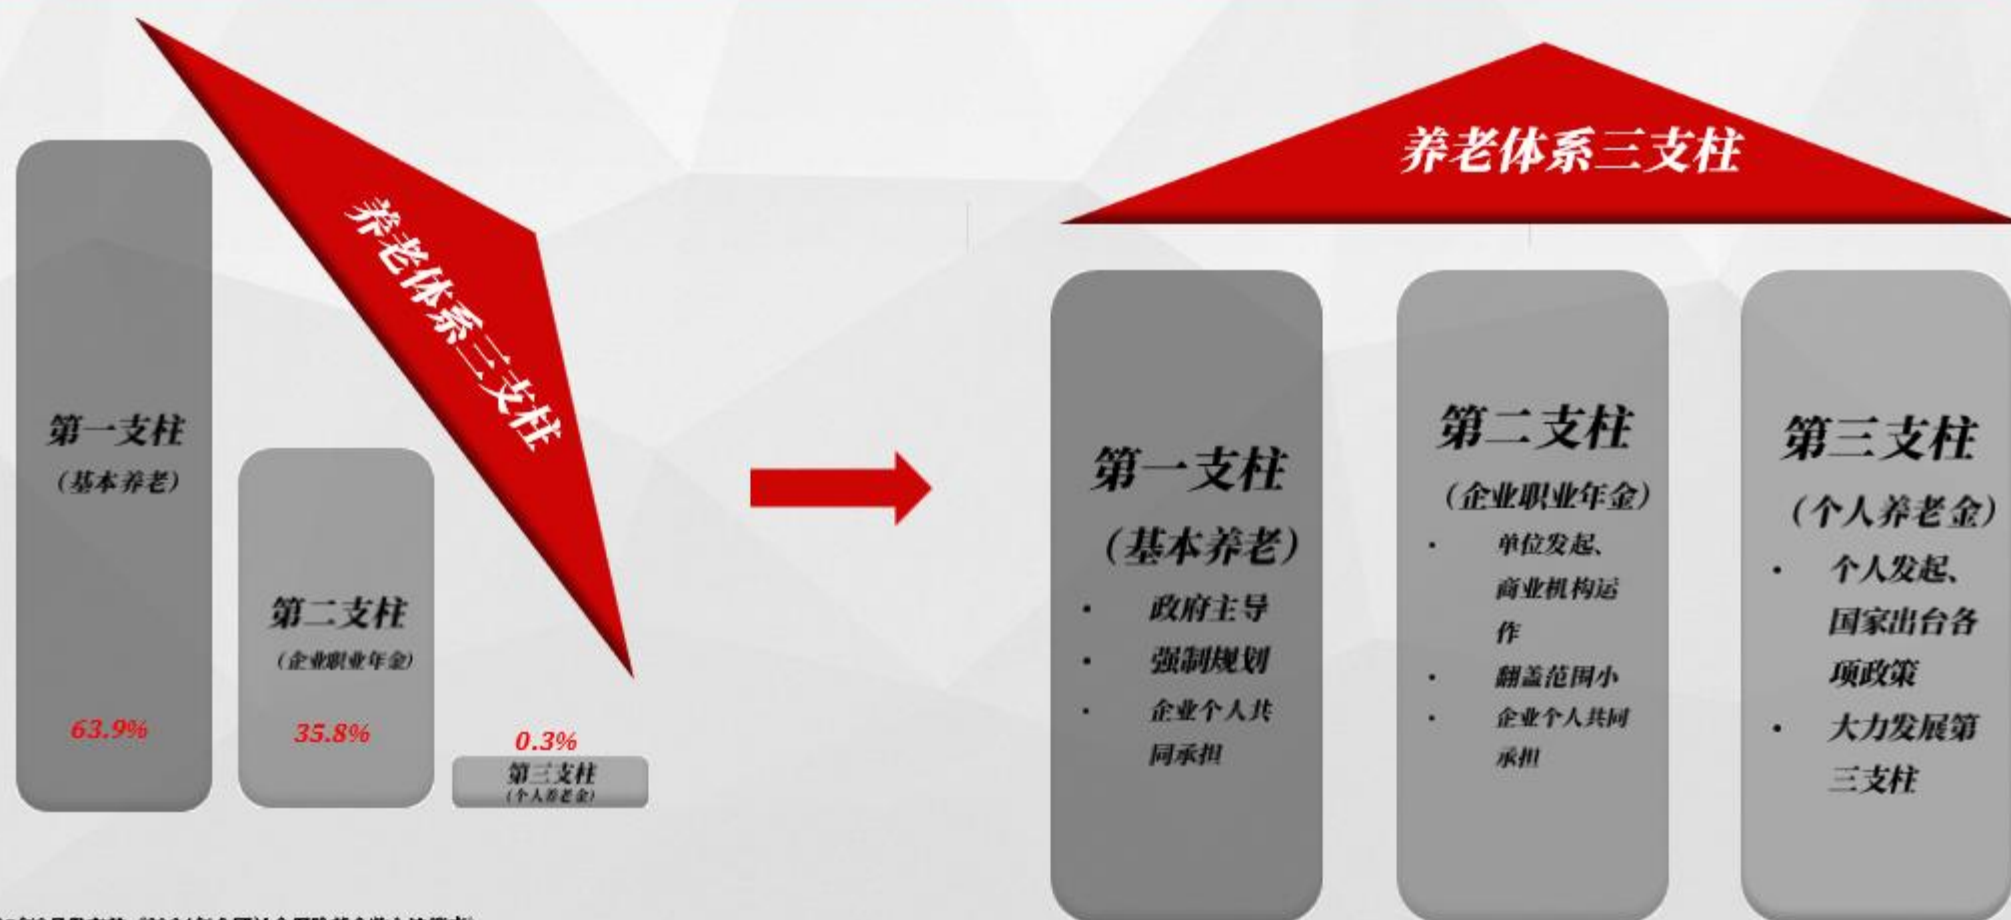 养老体系三支柱
第一支柱
（基本养老）
63.9%
第二支柱
（企业职业年金）
35.8%
0.3%
第三支柱
（个人养老金）
养老体系三支柱
第一支柱
（基本养老）
• 政府主导
• 强制规划
• 企业个人共
同承担
第二支柱
（企业职业年金）
• 单位发起、
商业机构运
作
• 翻盖范围小
• 企业个人共同
承担
第三支柱
（个人养老金）
• 个人发起、
国家出台各
项政策
• 大力发展第
三支柱